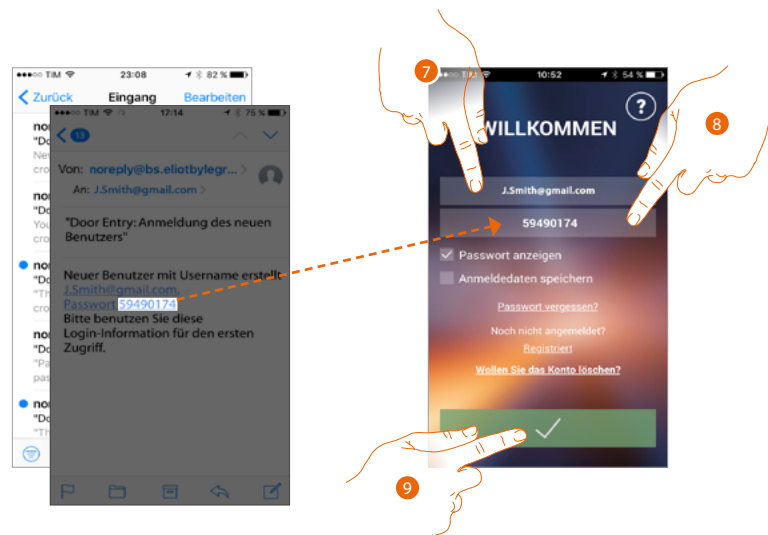 ●●●○○ TIM 23:08 82 %
Zurück Eingang Bearbeiten
●●●○○ TIM 17:14 75 %
13
Von: noreply@bs.eliotbylegr...
An: J.Smith@gmail.com
"Door Entry: Anmeldung des neuen
Benutzers"
Neuer Benutzer mit Username erstellt
J.Smith@gmail.com,
Passwort 59490174
Bitte benutzen Sie diese
Login-Information für den ersten
Zugriff.
7
TIM 10:52 54 %
?
WILLKOMMEN
8
J.Smith@gmail.com
59490174
Passwort anzeigen
Anmeldedaten speichern
Passwort vergessen?
Noch nicht angemeldet?
Registriert
Wollen Sie das Konto löschen?
9